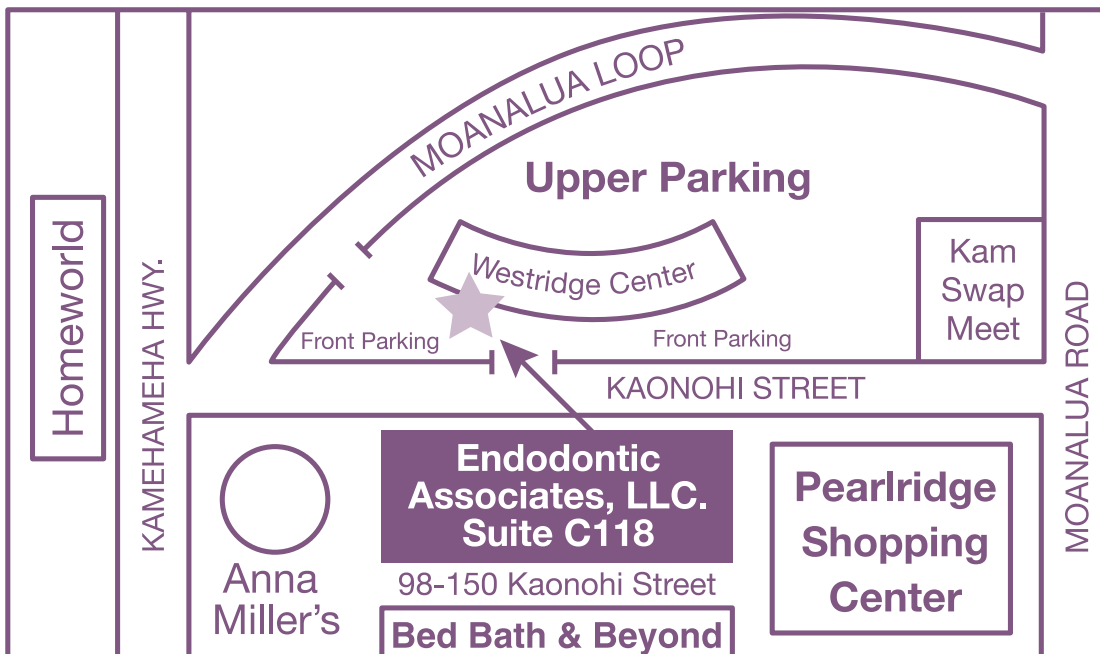 MOANALUA LOOP
Upper Parking
Westridge Center
Kam
Swap
Meet
Front Parking
Front Parking
KAONOHI STREET
Homeworld
KAMEHAMEHA HWY.
MOANALUA ROAD
Endodontic
Associates, LLC.
Suite C118
98-150 Kaonohi Street
Bed Bath & Beyond
Anna
Miller's
Pearlridge
Shopping
Center